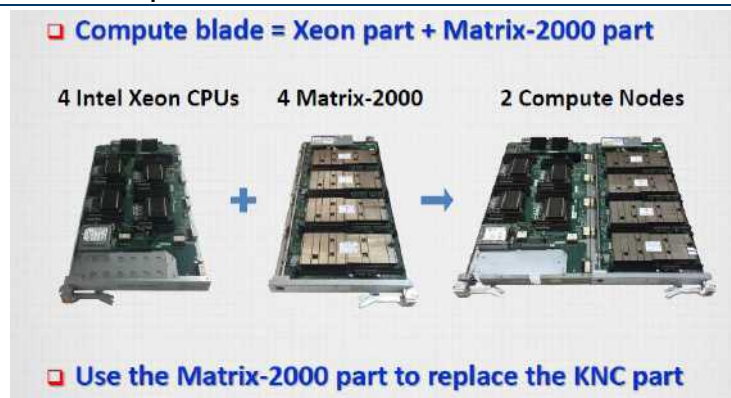 Compute blade = Xeon part + Matrix-2000 part
4 Intel Xeon CPUs
4 Matrix-2000
2 Compute Nodes
Use the Matrix-2000 part to replace the KNC part